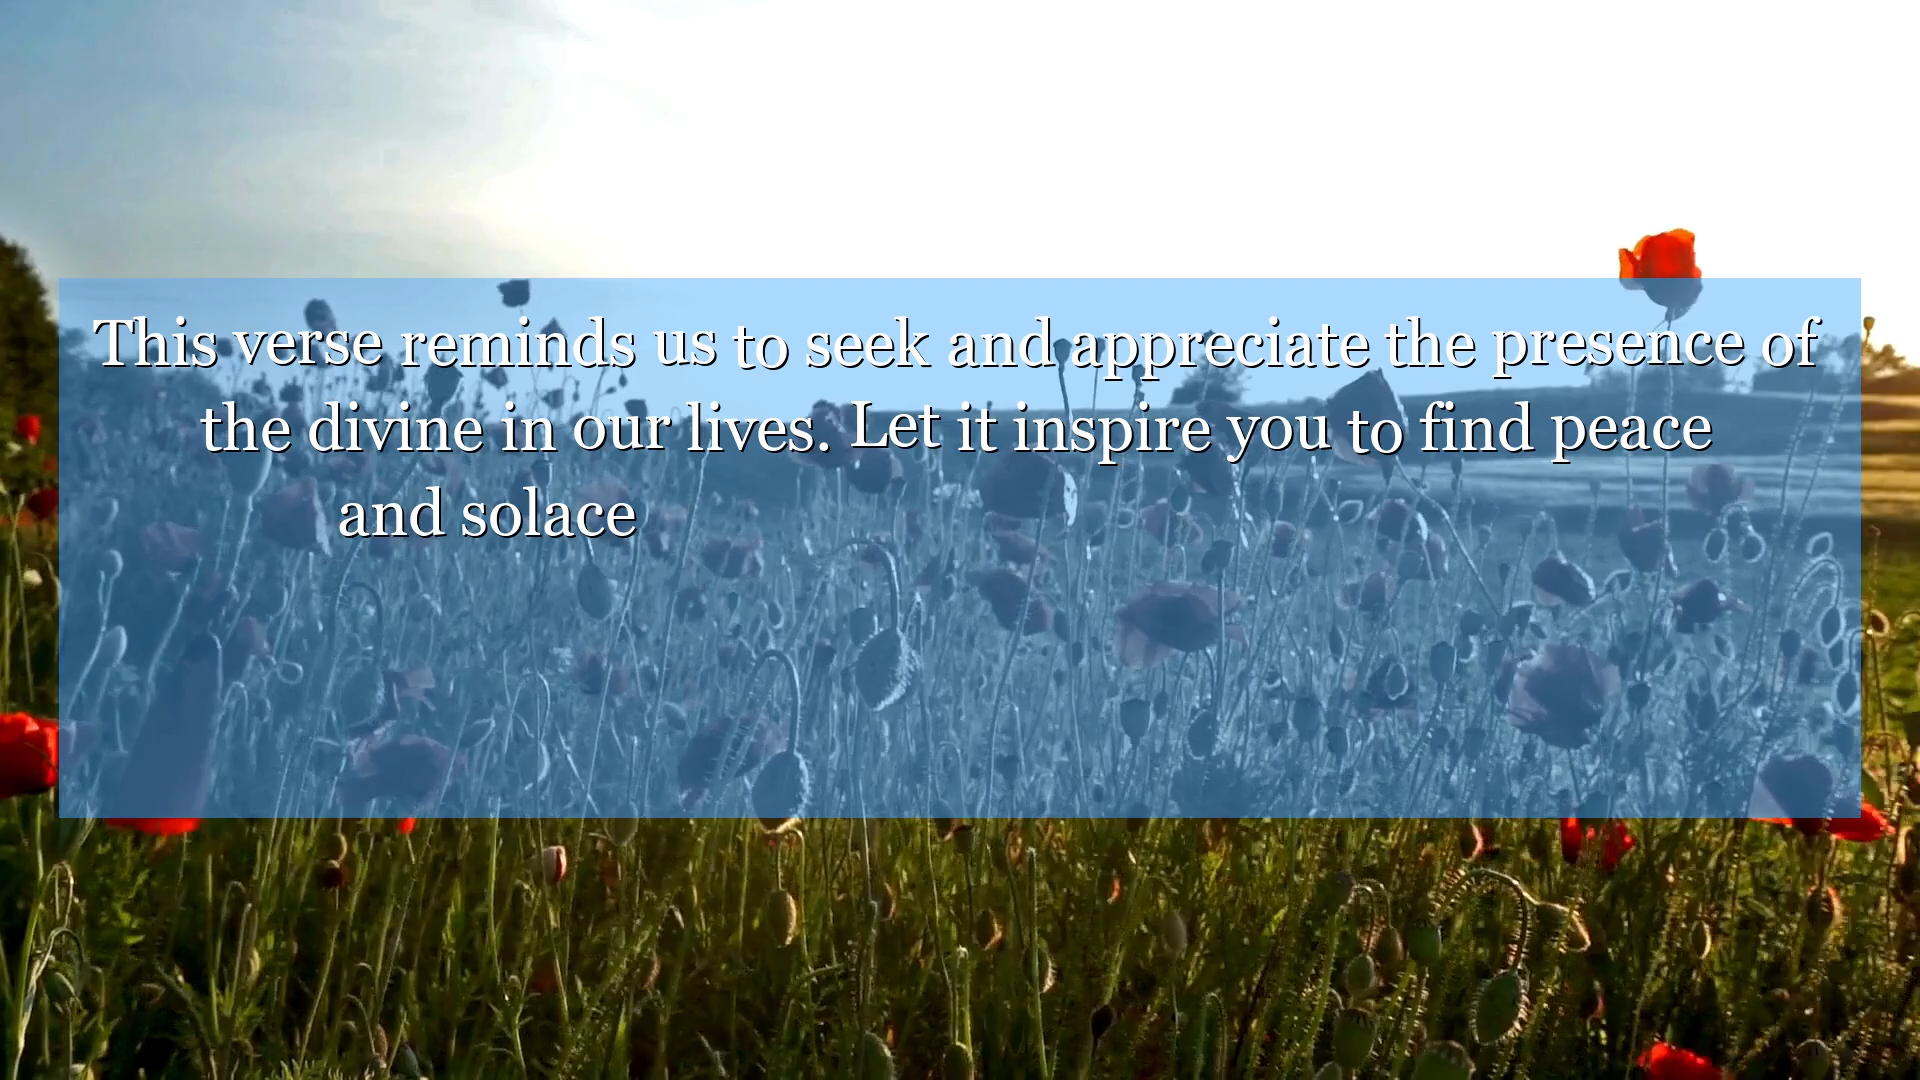 This verse reminds us to seek and appreciate the presence of
the divine in our lives. Let it inspire you to find peace
and solace